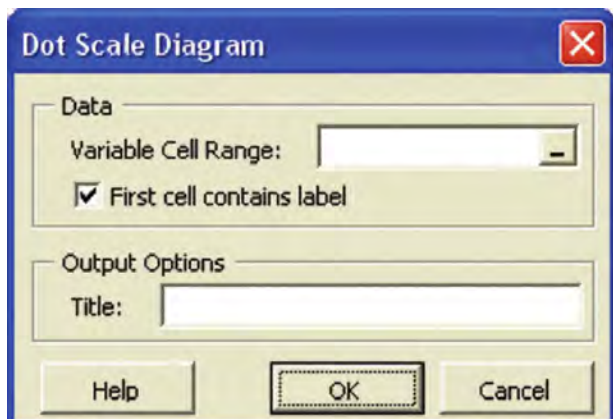 Dot Scale Diagram
Data
Variable Cell Range:
First cell contains label
Output Options
Title:
Help OK Cancel